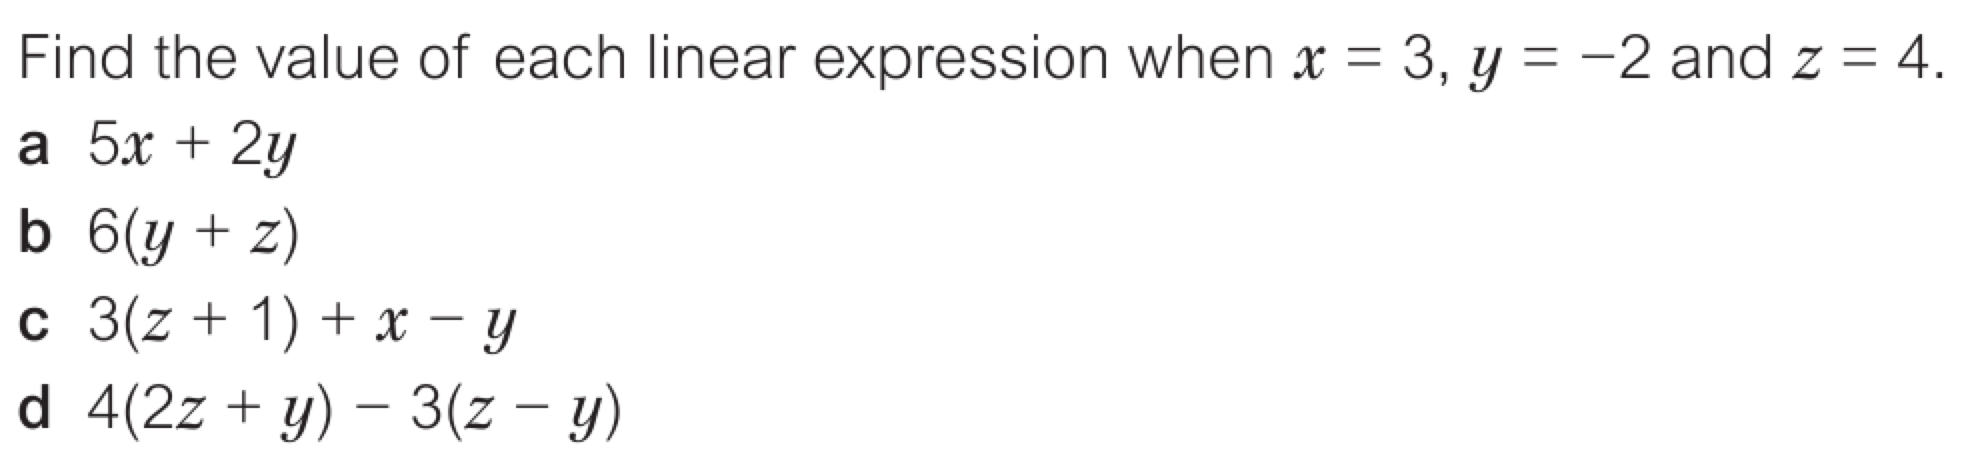 Find the value of each linear expression when x = 3, y = −2 and z = 4.
a 5x + 2y
b 6(y + z)
c 3(z + 1) + x − y
d 4(2z + y) − 3(z − y)